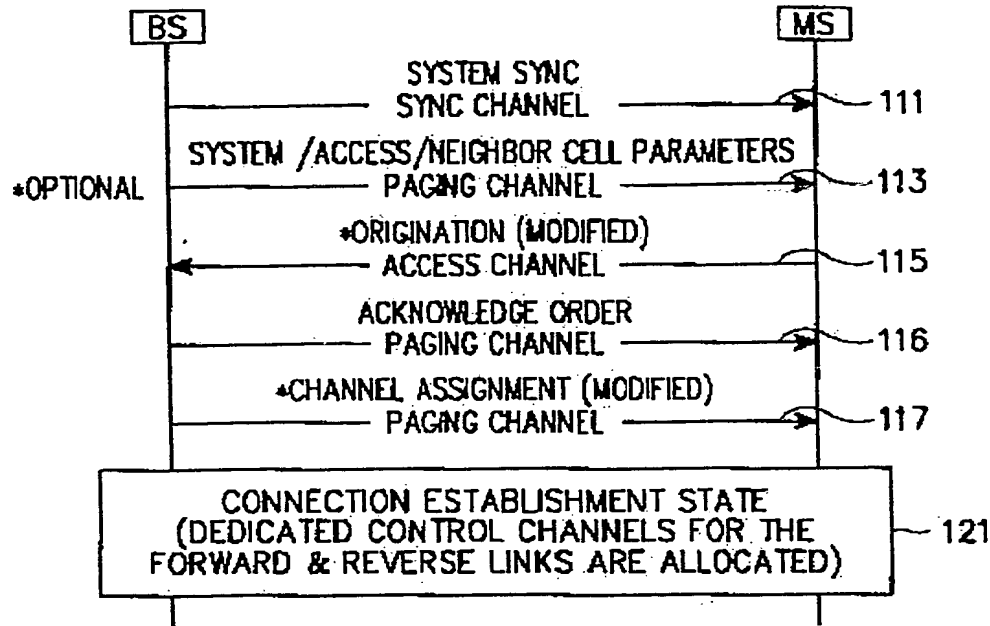 BS
MS
SYSTEM SYNC
SYNC CHANNEL
111
SYSTEM /ACCESS/NEIGHBOR CELL PARAMETERS
*OPTIONAL
PAGING CHANNEL
113
*ORIGINATION (MODIFIED)
ACCESS CHANNEL
115
ACKNOWLEDGE ORDER
PAGING CHANNEL
116
*CHANNEL ASSIGNMENT (MODIFIED)
PAGING CHANNEL
117
CONNECTION ESTABLISHMENT STATE
(DEDICATED CONTROL CHANNELS FOR THE
FORWARD & REVERSE LINKS ARE ALLOCATED)
121